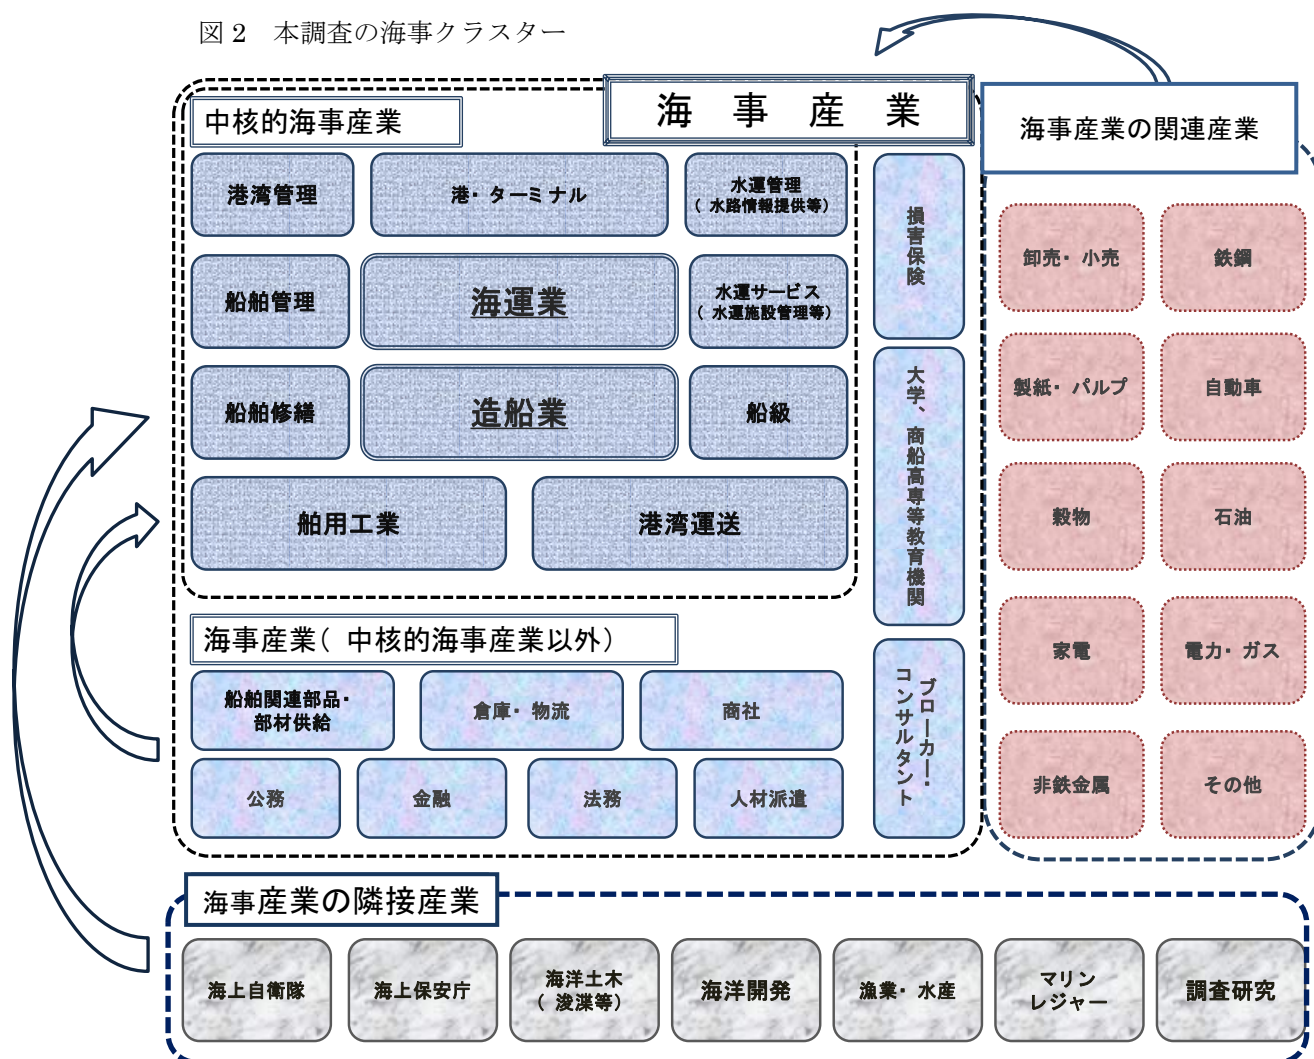 図2 本調査の海事クラスター
海事産業
中核的海事産業
海事産業の関連産業
港湾管理
港・ターミナル
水運管理
(水路情報提供等)
船舶管理
海運業
水運サービス
(水運施設管理等)
船舶修繕
造船業
船級
舶用工業
港湾運送
損害保険
大学、商船高専等教育機関
ブローカー・
コンサルタント
海事産業(中核的海事産業以外)
船舶関連部品・
部材供給
倉庫・物流
商社
公務
金融
法務
人材派遣
卸売・小売
鉄鋼
製紙・パルプ
自動車
穀物
石油
家電
電力・ガス
非鉄金属
その他
海事産業の隣接産業
海上自衛隊
海上保安庁
海洋土木
(浚渫等)
海洋開発
漁業・水産
マリン
レジャー
調査研究